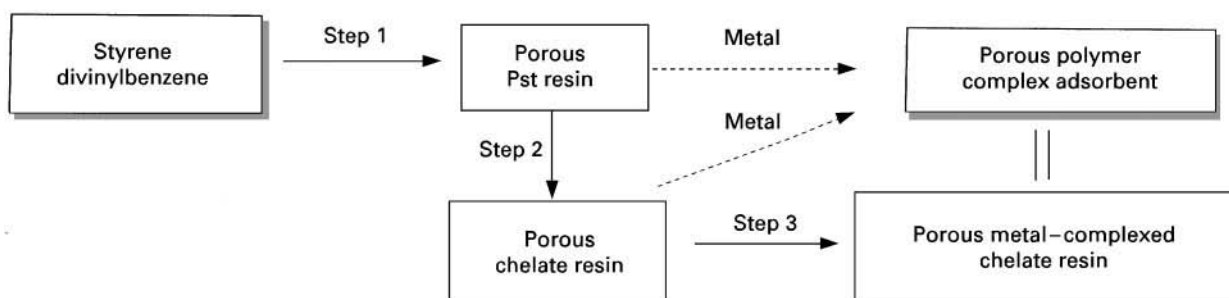 Styrene
divinylbenzene
Step 1
Porous
Pst resin
Metal
Porous polymer
complex adsorbent
Metal
Step 2
Porous
chelate resin
Step 3
Porous metal–complexed
chelate resin